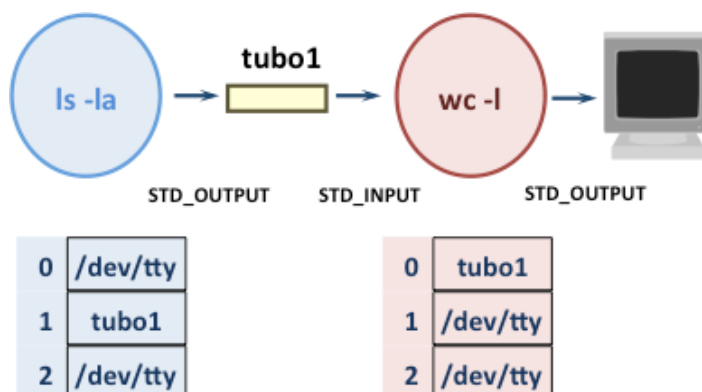 tubo1
ls -la
wc -l
STD_OUTPUT STD_INPUT STD_OUTPUT
0 /dev/tty
1 tubo1
2 /dev/tty
0 tubo1
1 /dev/tty
2 /dev/tty